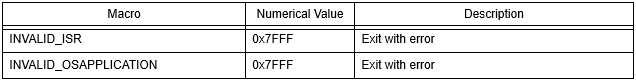 Macro Numerical Value Description
INVALID_ISR 0x7FFF Exit with error
INVALID_OSAPPLICATION 0x7FFF Exit with error